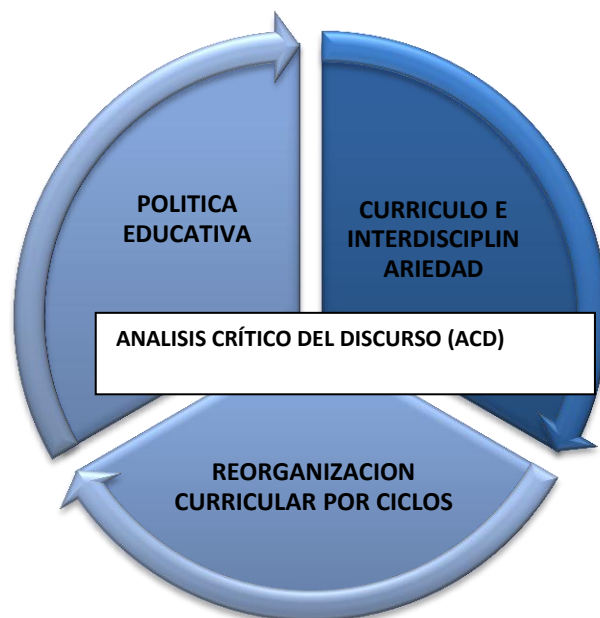 POLITICA
EDUCATIVA
CURRICULO E
INTERDISCIPLIN
ARIEDAD
ANALISIS CRÍTICO DEL DISCURSO (ACD)
REORGANIZACION
CURRICULAR POR CICLOS